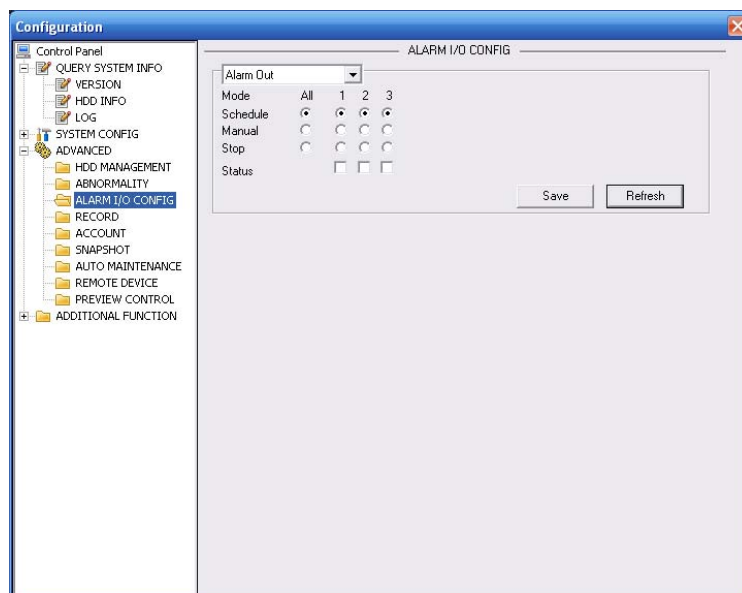 Configuration
Control Panel
QUERY SYSTEM INFO
VERSION
HDD INFO
LOG
SYSTEM CONFIG
ADVANCED
HDD MANAGEMENT
ABNORMALITY
ALARM I/O CONFIG
RECORD
ACCOUNT
SNAPSHOT
AUTO MAINTENANCE
REMOTE DEVICE
PREVIEW CONTROL
ADDITIONAL FUNCTION
ALARM I/O CONFIG
Alarm Out
Mode All 1 2 3
Schedule
Manual
Stop
Status
Save Refresh